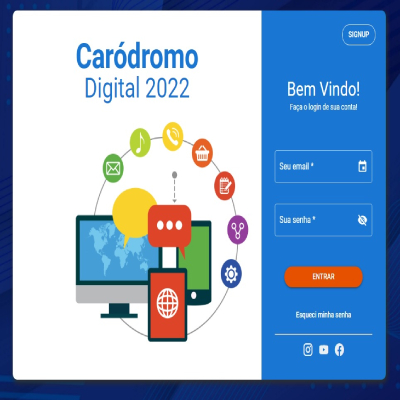 Caródromo
Digital 2022
SIGNUP
Bem Vindo!
Faça o login de sua conta!
Seu email *
Sua senha *
ENTRAR
Esqueci minha senha